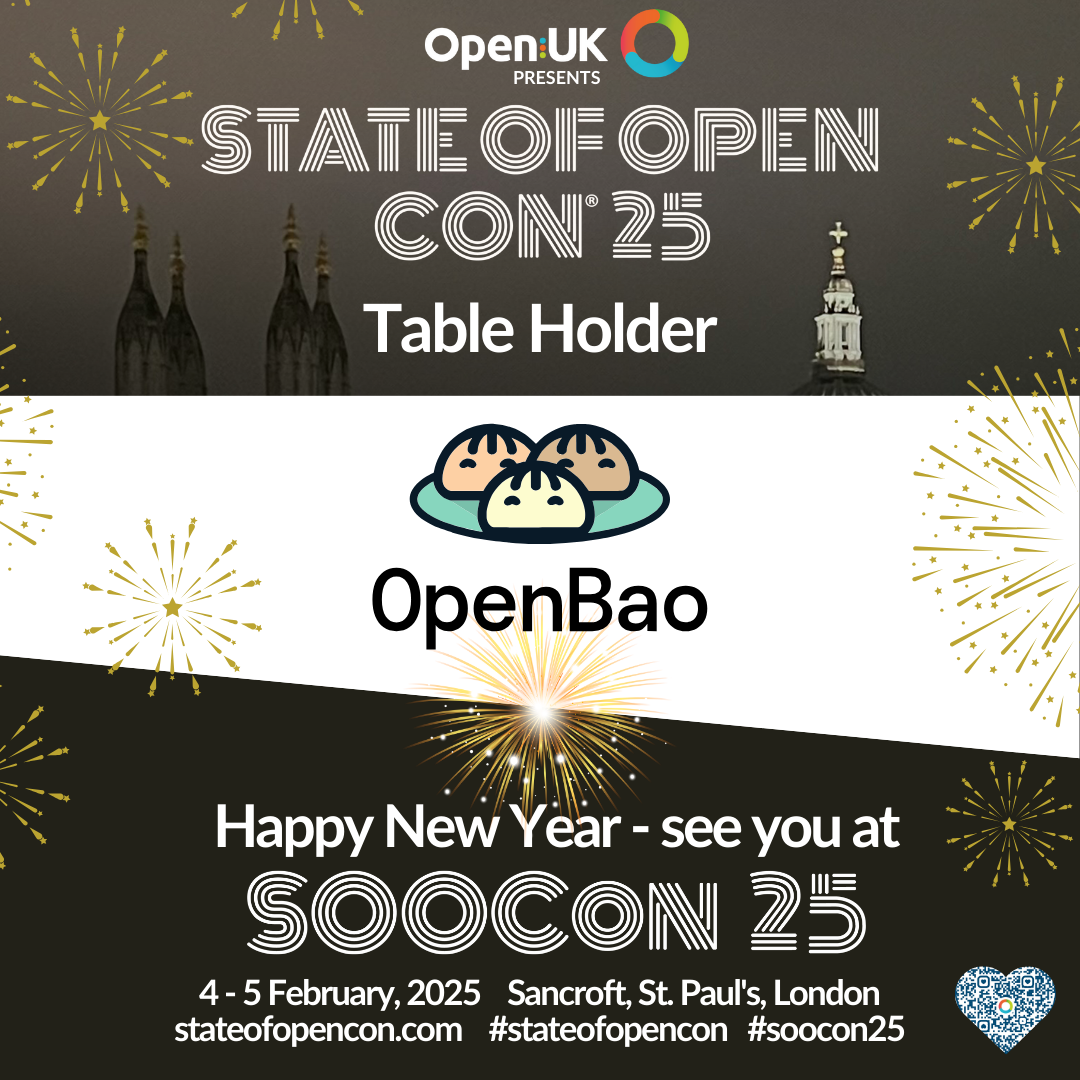 Open:UK
PRESENTS
STATE OF OPEN
CON® 25
Table Holder
OpenBao
Happy New Year - see you at
SOOCON 25
4 - 5 February, 2025 Sancroft, St. Paul's, London
stateofopencon.com #stateofopencon #soocon25